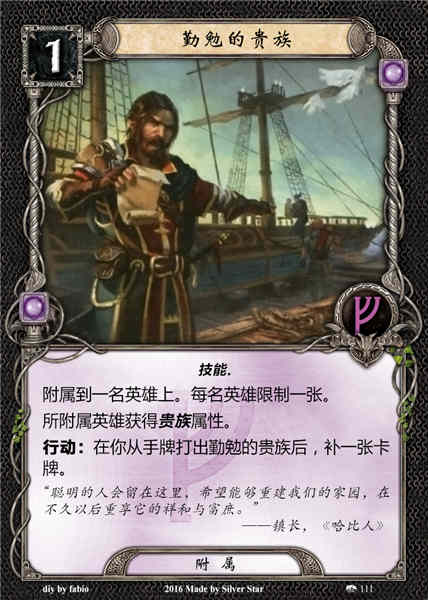 1
勤勉的贵族
技能.
附属到一名英雄上。每名英雄限制一张。
所附属英雄获得贵族属性。
行动：在你从手牌打出勤勉的贵族后，补一张卡
牌。
“聪明的人会留在这里，希望能够重建我们的家园，在
不久以后重享它的祥和与富庶。”
——镇长，《哈比人》
附属
diy by fabio
2016 Made by Silver Star
111